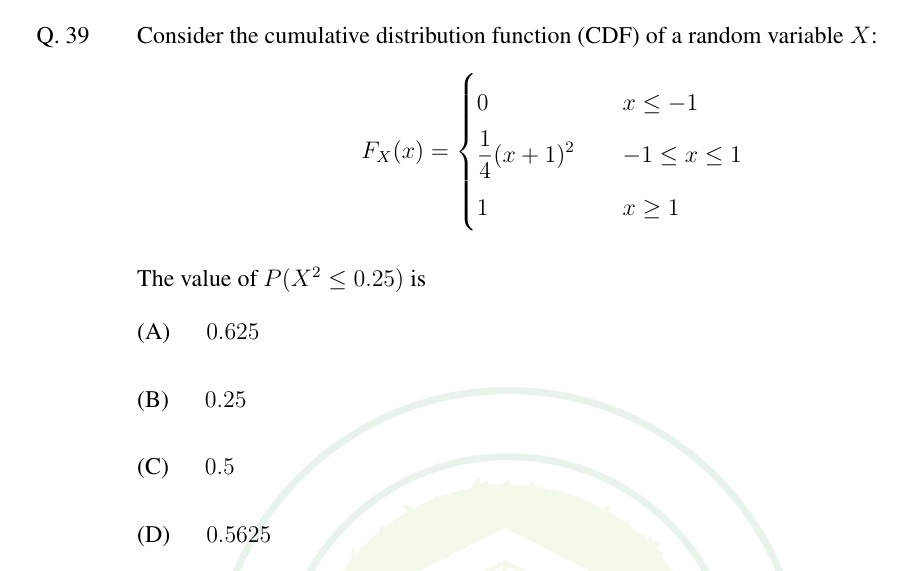 Q. 39 Consider the cumulative distribution function (CDF) of a random variable X:
0 x ≤ −1
F_X(x) = { 1/4 (x + 1)² −1 ≤ x ≤ 1
1 x ≥ 1
The value of P(X² ≤ 0.25) is
(A) 0.625
(B) 0.25
(C) 0.5
(D) 0.5625